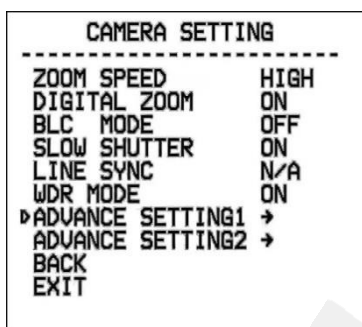 CAMERA SETTING
------------------------
ZOOM SPEED HIGH
DIGITAL ZOOM ON
BLC MODE OFF
SLOW SHUTTER ON
LINE SYNC N/A
WDR MODE ON
ADVANCE SETTING1 →
ADVANCE SETTING2 →
BACK
EXIT